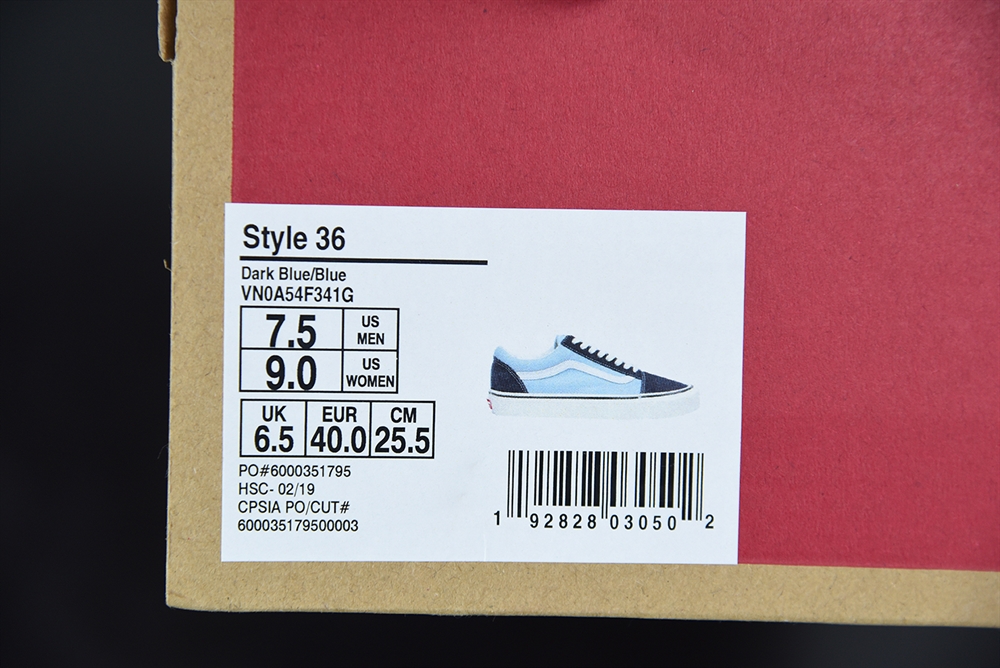 Style 36
Dark Blue/Blue
VN0A54F341G
7.5 US MEN
9.0 US WOMEN
UK EUR CM
6.5 40.0 25.5
PO#6000351795
HSC- 02/19
CPSIA PO/CUT#
600035179500003
1 92828 03050 2